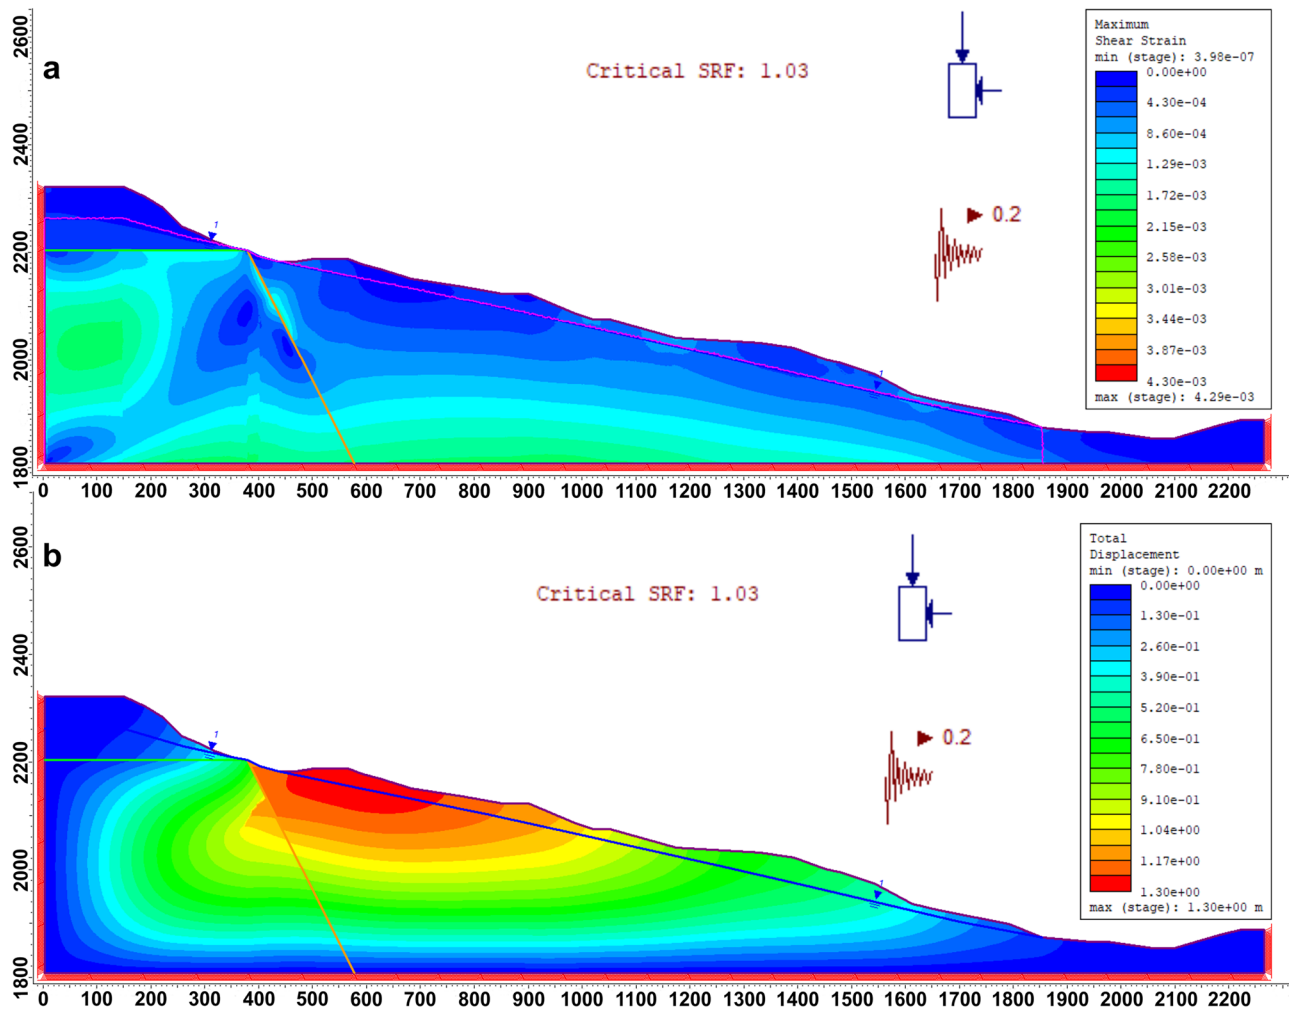 a
Critical SRF: 1.03
0.2
Maximum
Shear Strain
min (stage): 3.98e-07
0.00e+00
4.30e-04
8.60e-04
1.29e-03
1.72e-03
2.15e-03
2.58e-03
3.01e-03
3.44e-03
3.87e-03
4.30e-03
max (stage): 4.29e-03
2600
2400
2200
2000
1800
1
1
0 100 200 300 400 500 600 700 800 900 1000 1100 1200 1300 1400 1500 1600 1700 1800 1900 2000 2100 2200
b
Critical SRF: 1.03
0.2
Total
Displacement
min (stage): 0.00e+00 m
0.00e+00
1.30e-01
2.60e-01
3.90e-01
5.20e-01
6.50e-01
7.80e-01
9.10e-01
1.04e+00
1.17e+00
1.30e+00
max (stage): 1.30e+00 m
2600
2400
2200
2000
1800
1
1
0 100 200 300 400 500 600 700 800 900 1000 1100 1200 1300 1400 1500 1600 1700 1800 1900 2000 2100 2200